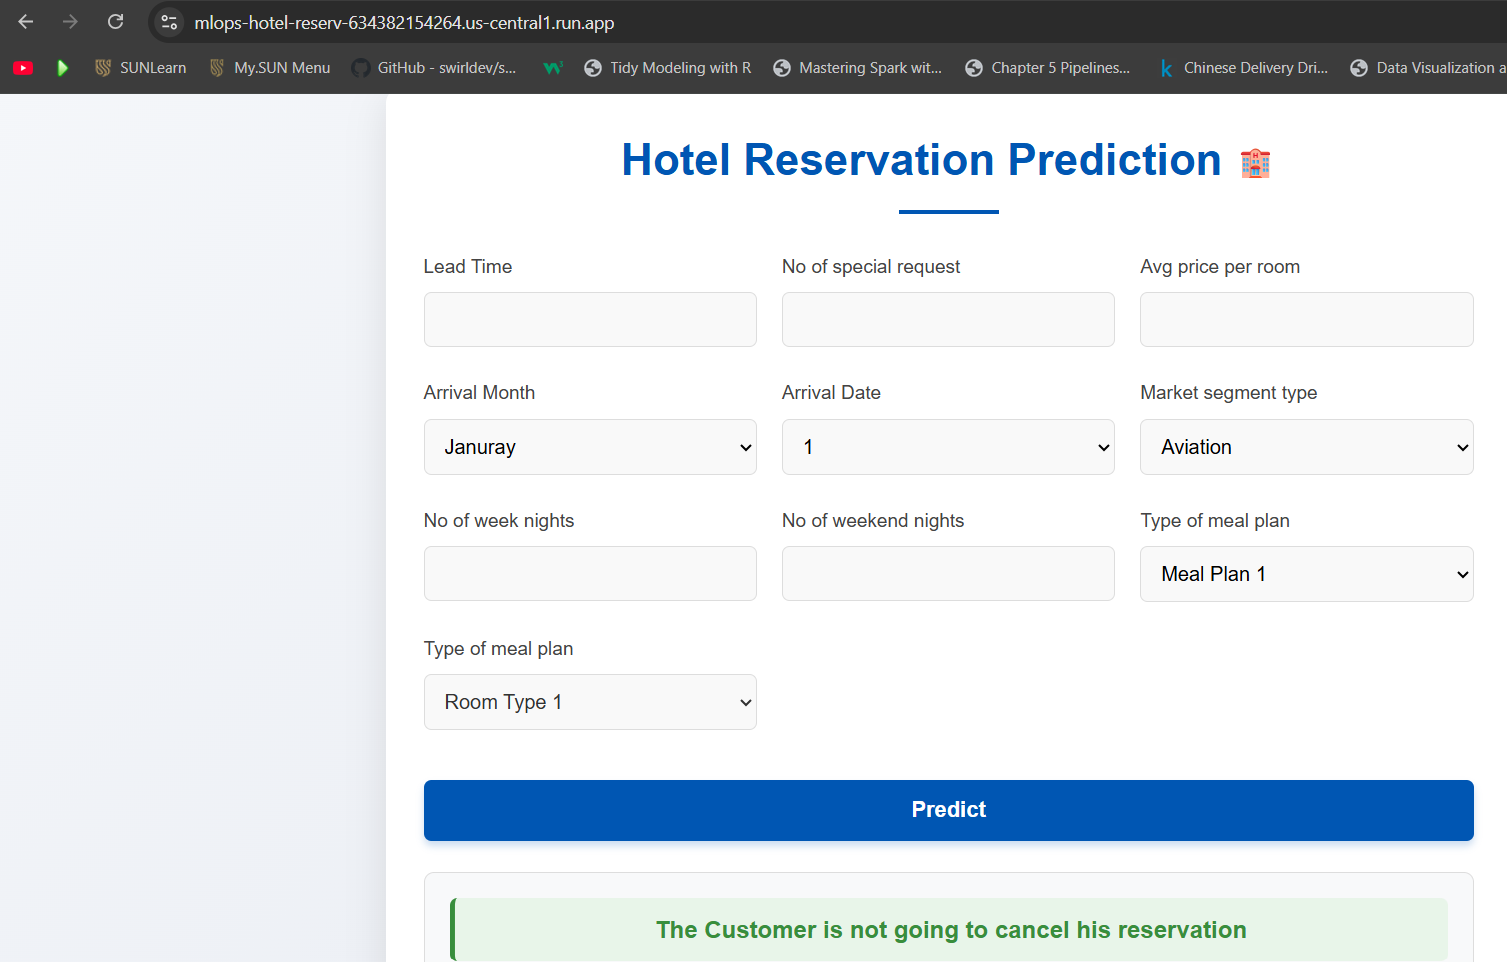 mlops-hotel-reserv-634382154264.us-central1.run.app
SUNLearn My.SUN Menu GitHub - swirldev/s... Tidy Modeling with R Mastering Spark wit... Chapter 5 Pipelines... Chinese Delivery Dri... Data Visualization a
Hotel Reservation Prediction
Lead Time No of special request Avg price per room
Arrival Month Arrival Date Market segment type
Januray 1 Aviation
No of week nights No of weekend nights Type of meal plan
Meal Plan 1
Type of meal plan
Room Type 1
Predict
The Customer is not going to cancel his reservation